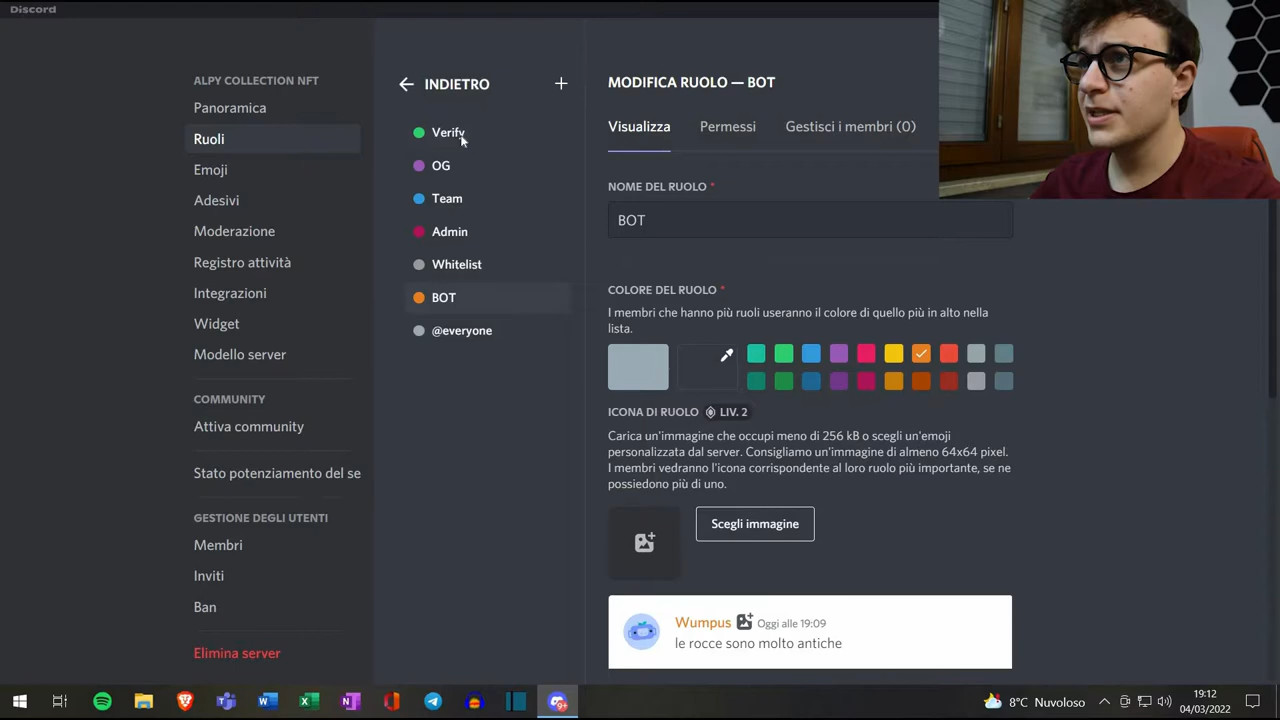 Discord
ALPY COLLECTION NFT
Panoramica
Ruoli
Emoji
Adesivi
Moderazione
Registro attività
Integrazioni
Widget
Modello server
COMMUNITY
Attiva community
Stato potenziamento del se
GESTIONE DEGLI UTENTI
Membri
Inviti
Ban
Elimina server
INDIETRO
Verify
OG
Team
Admin
Whitelist
BOT
@everyone
MODIFICA RUOLO — BOT
Visualizza Permessi Gestisci i membri (0)
NOME DEL RUOLO *
BOT
COLORE DEL RUOLO *
I membri che hanno più ruoli useranno il colore di quello più in alto nella
lista.
ICONA DI RUOLO LIV. 2
Carica un'immagine che occupi meno di 256 kB o scegli un'emoji
personalizzata dal server. Consigliamo un'immagine di almeno 64x64 pixel.
I membri vedranno l'icona corrispondente al loro ruolo più importante, se ne
possiedono più di uno.
Scegli immagine
Wumpus Oggi alle 19:09
le rocce sono molto antiche
8°C Nuvoloso
19:12
04/03/2022